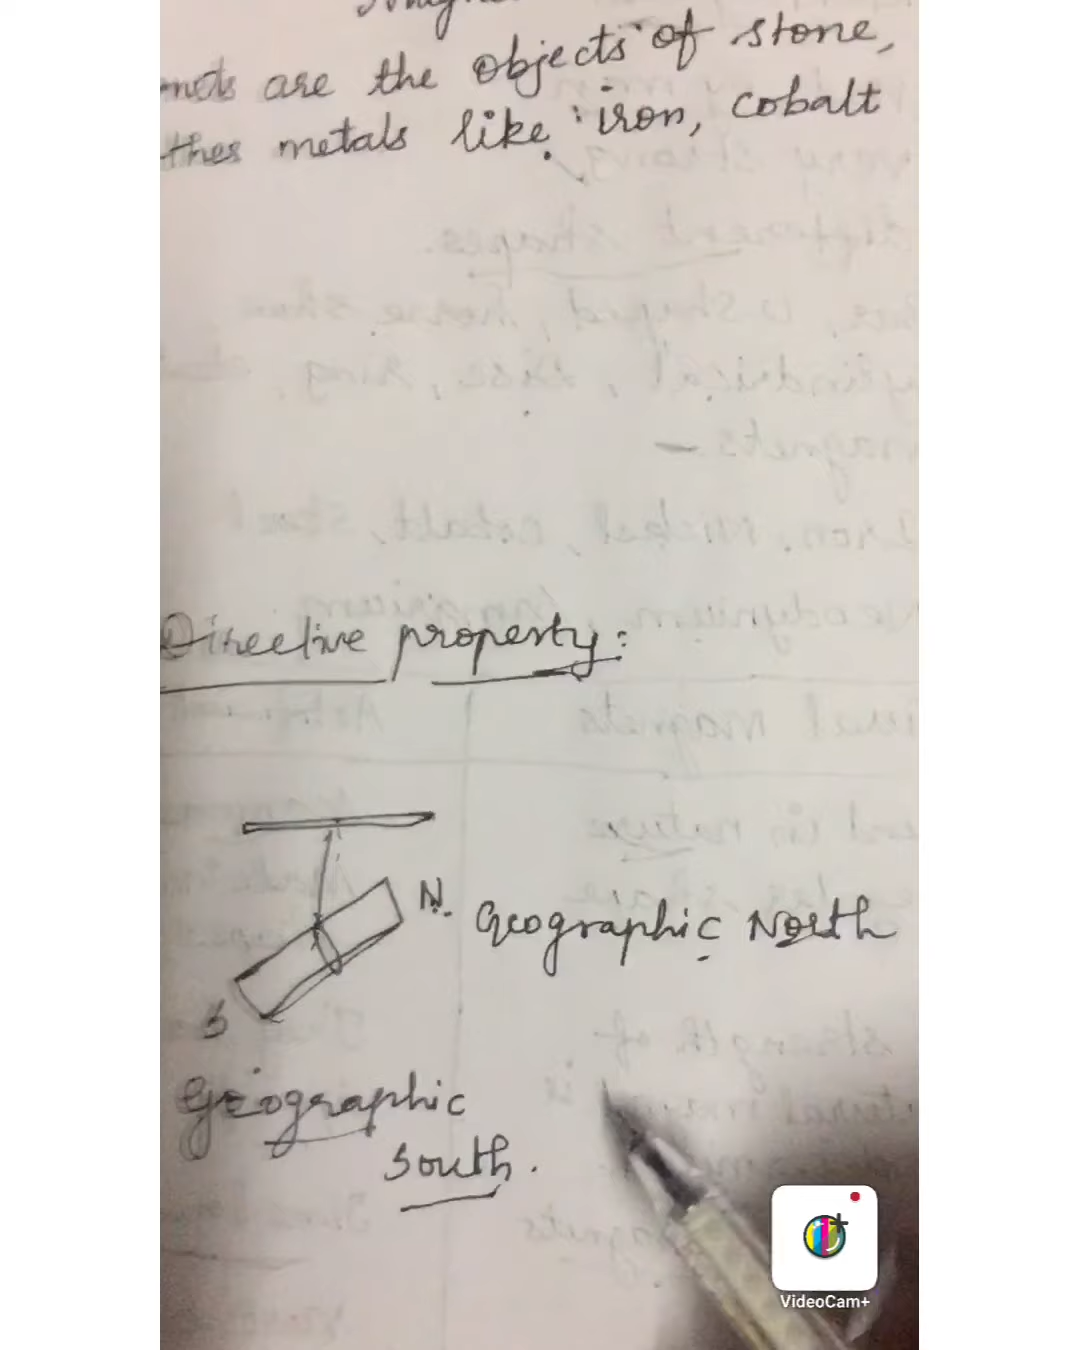 are the objects of stone,
metals like iron, cobalt
Directive property:
N. Geographic North
S
Geographic
South.
VideoCam+